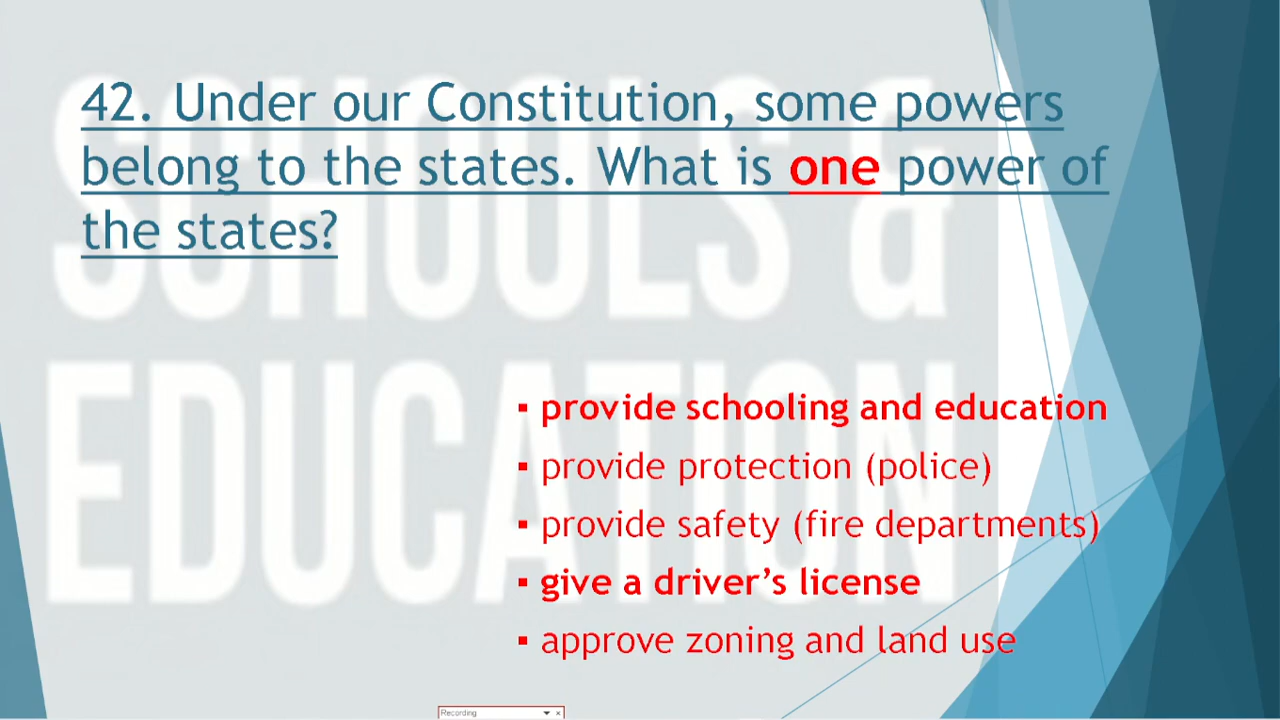 42. Under our Constitution, some powers
belong to the states. What is one power of
the states?
SCHOOLS &
EDUCATION
▪ provide schooling and education
▪ provide protection (police)
▪ provide safety (fire departments)
▪ give a driver’s license
▪ approve zoning and land use
Recording